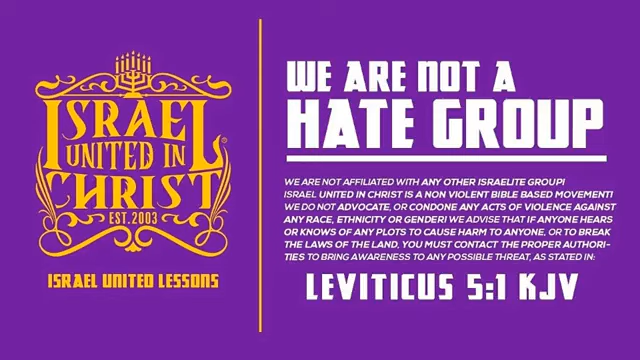 ISRAEL
UNITED IN
CHRIST
EST.2003
ISRAEL UNITED LESSONS
WE ARE NOT A
HATE GROUP
WE ARE NOT AFFILIATED WITH ANY OTHER ISRAELITE GROUP!
ISRAEL UNITED IN CHRIST IS A NON VIOLENT BIBLE BASED MOVEMENT!
WE DO NOT ADVOCATE, OR CONDONE ANY ACTS OF VIOLENCE AGAINST
ANY RACE, ETHNICITY OR GENDER! WE ADVISE THAT IF ANYONE HEARS
OR KNOWS OF ANY PLOTS TO CAUSE HARM TO ANYONE, OR TO BREAK
THE LAWS OF THE LAND, YOU MUST CONTACT THE PROPER AUTHORI-
TIES TO BRING AWARENESS TO ANY POSSIBLE THREAT, AS STATED IN:
LEVITICUS 5:1 KJV